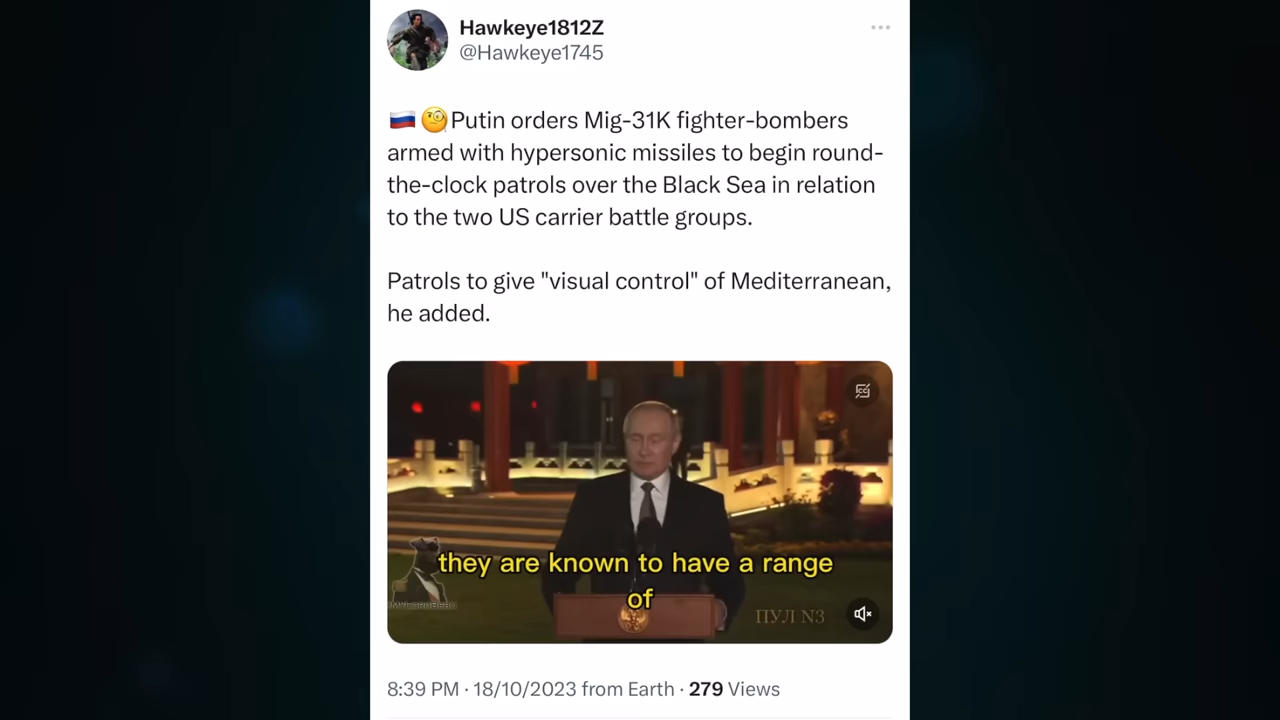 Hawkeye1812Z
@Hawkeye1745
🇷🇺 🧐Putin orders Mig-31K fighter-bombers
armed with hypersonic missiles to begin round-
the-clock patrols over the Black Sea in relation
to the two US carrier battle groups.
Patrols to give "visual control" of Mediterranean,
he added.
they are known to have a range
of
ПУЛ N3
8:39 PM · 18/10/2023 from Earth · 279 Views